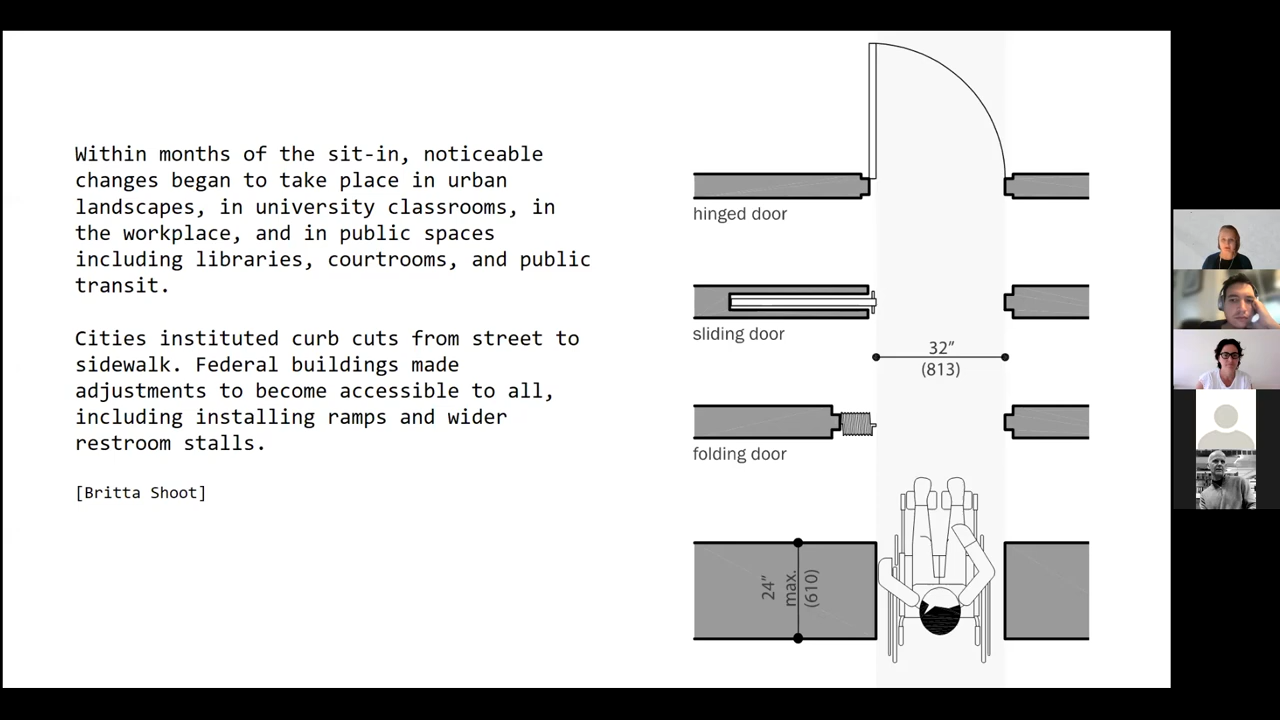 Within months of the sit-in, noticeable
changes began to take place in urban
landscapes, in university classrooms, in
the workplace, and in public spaces
including libraries, courtrooms, and public
transit.
Cities instituted curb cuts from street to
sidewalk. Federal buildings made
adjustments to become accessible to all,
including installing ramps and wider
restroom stalls.
[Britta Shoot]
hinged door
sliding door
32”
(813)
folding door
24”
max.
(610)